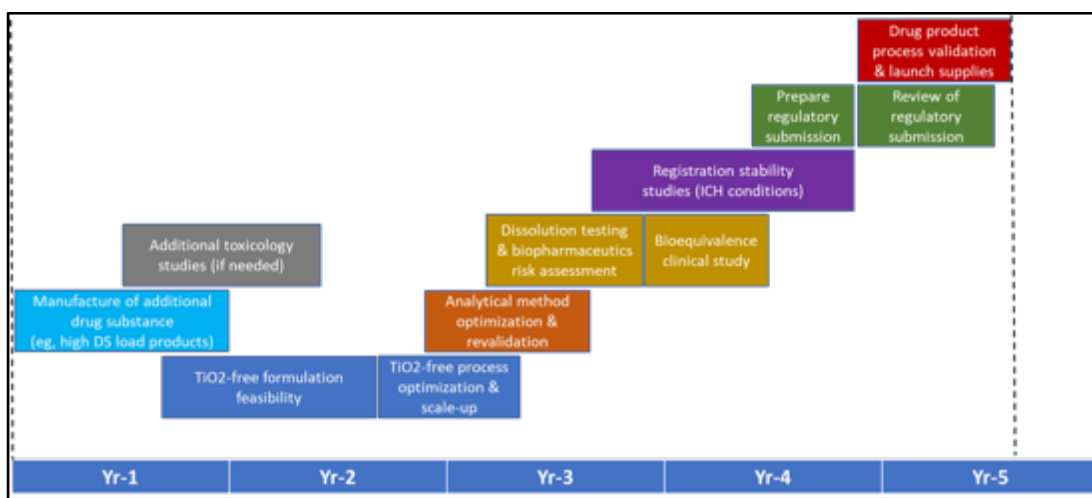 Drug product
process validation
& launch supplies
Prepare
regulatory
submission
Review of
regulatory
submission
Registration stability
studies (ICH conditions)
Dissolution testing
& biopharmaceutics
risk assessment
Bioequivalence
clinical study
Additional toxicology
studies (if needed)
Manufacture of additional
drug substance
(eg, high DS load products)
Analytical method
optimization &
revalidation
TiO2-free formulation
feasibility
TiO2-free process
optimization &
scale-up
Yr-1
Yr-2
Yr-3
Yr-4
Yr-5